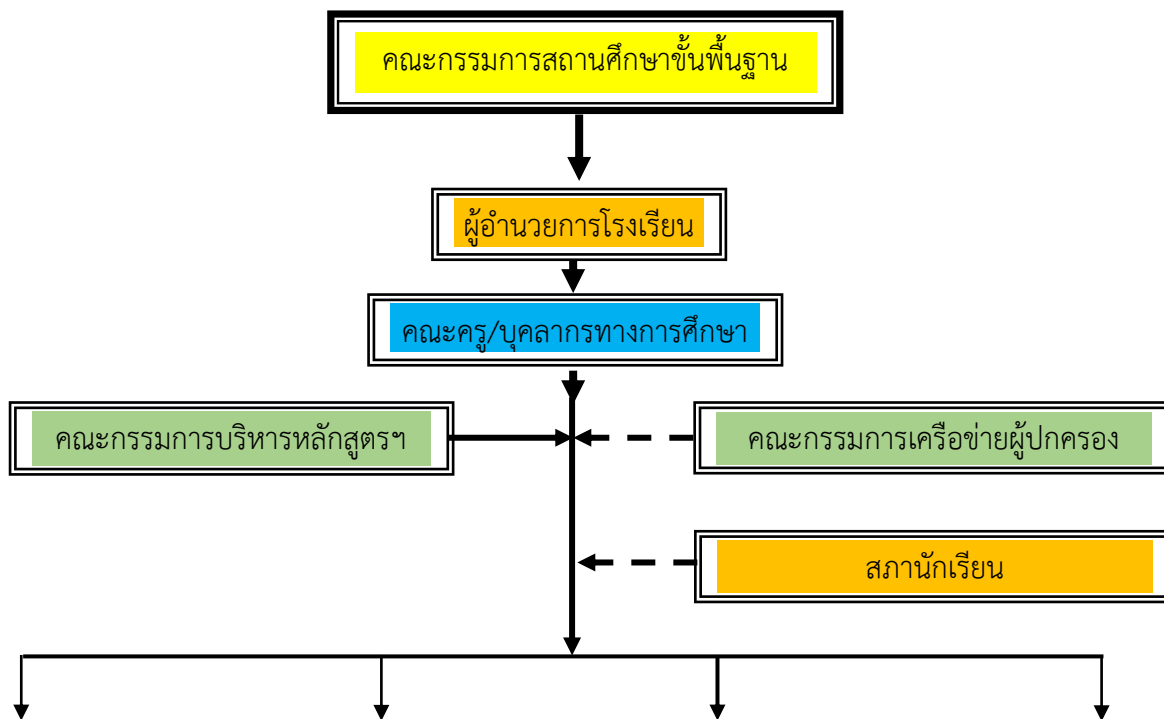 คณะกรรมการสถานศึกษาขั้นพื้นฐาน
ผู้อำนวยการโรงเรียน
คณะครู/บุคลากรทางการศึกษา
คณะกรรมการบริหารหลักสูตรฯ
คณะกรรมการเครือข่ายผู้ปกครอง
สภานักเรียน